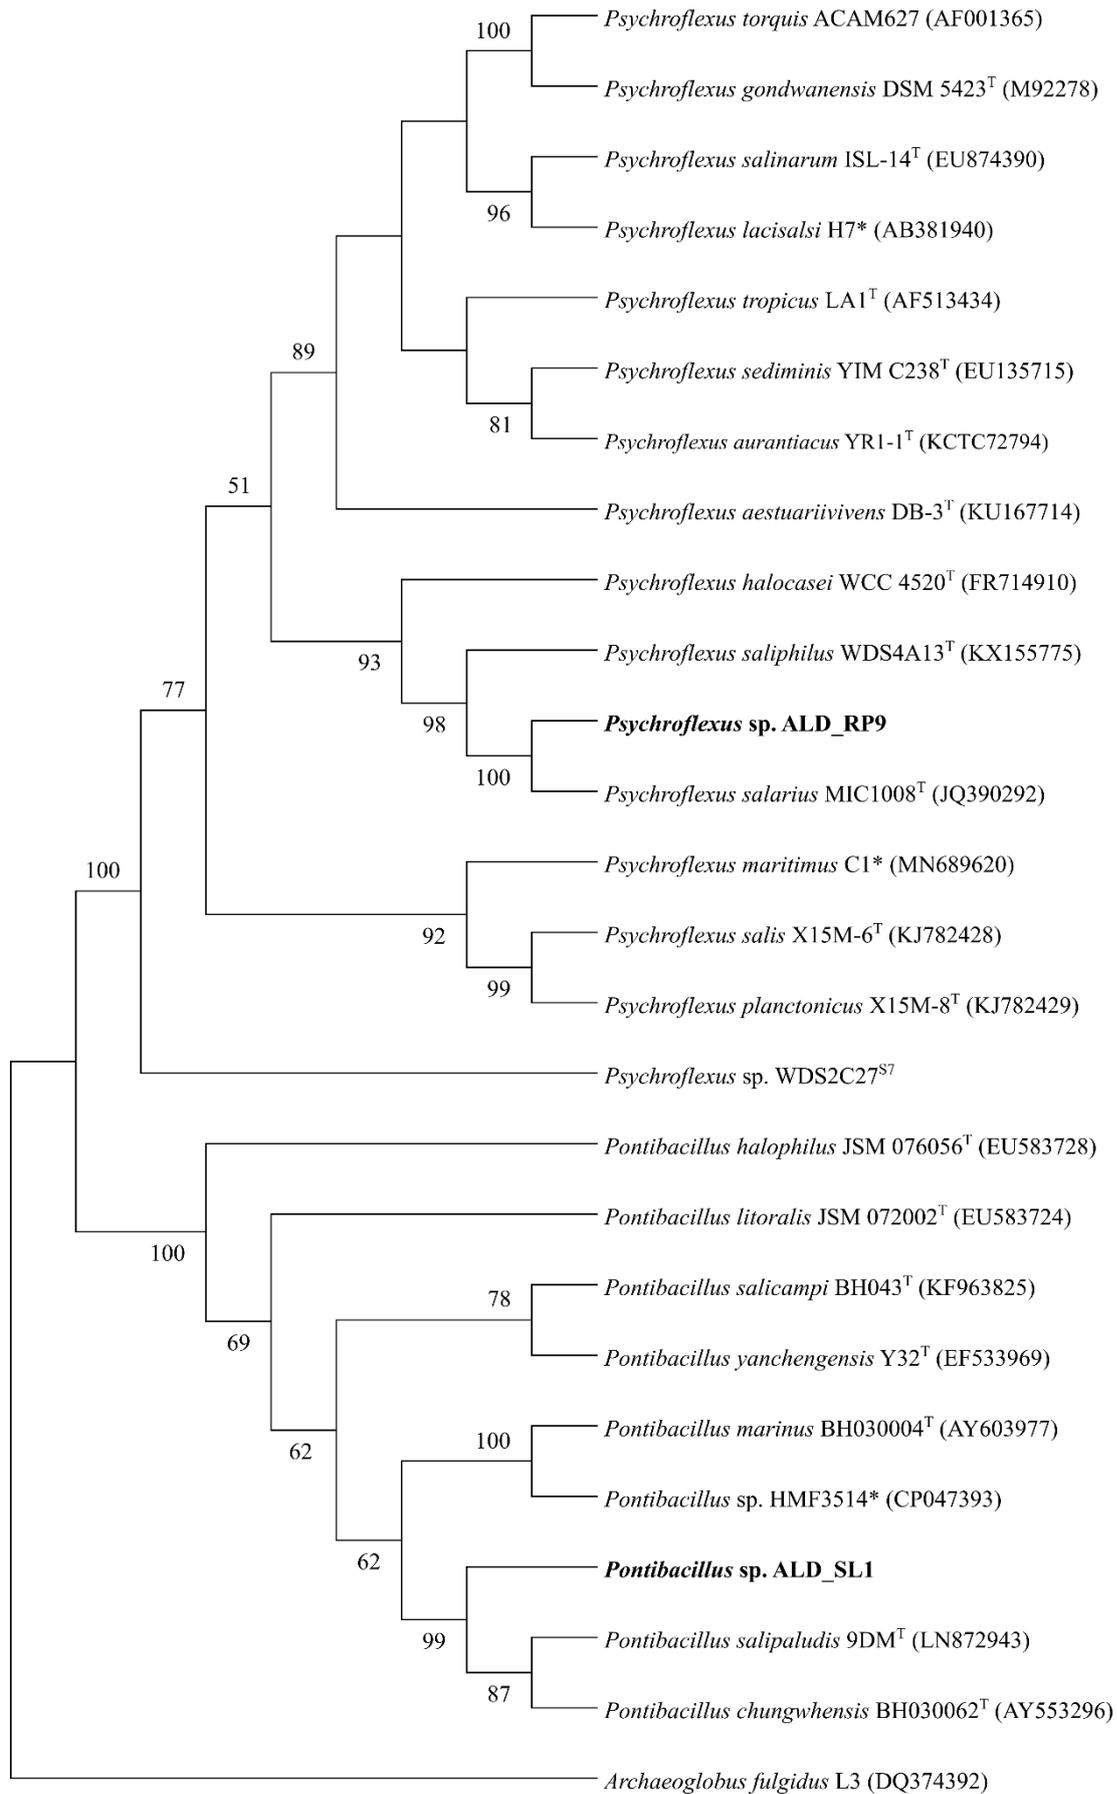 Psychroflexus torquis ACAM627 (AF001365)
100
Psychroflexus gondwanensis DSM 5423ᵀ (M92278)
Psychroflexus salinarum ISL-14ᵀ (EU874390)
96
Psychroflexus lacisalsi H7* (AB381940)
Psychroflexus tropicus LA1ᵀ (AF513434)
89
Psychroflexus sediminis YIM C238ᵀ (EU135715)
81
Psychroflexus aurantiacus YR1-1ᵀ (KCTC72794)
51
Psychroflexus aestuariivivens DB-3ᵀ (KU167714)
Psychroflexus halocasei WCC 4520ᵀ (FR714910)
93
Psychroflexus saliphilus WDS4A13ᵀ (KX155775)
77
98
Psychroflexus sp. ALD_RP9
100
Psychroflexus salarius MIC1008ᵀ (JQ390292)
100
Psychroflexus maritimus C1* (MN689620)
92
Psychroflexus salis X15M-6ᵀ (KJ782428)
99
Psychroflexus planctonicus X15M-8ᵀ (KJ782429)
Psychroflexus sp. WDS2C27ˢ⁷
Pontibacillus halophilus JSM 076056ᵀ (EU583728)
100
Pontibacillus litoralis JSM 072002ᵀ (EU583724)
78
Pontibacillus salicampi BH043ᵀ (KF963825)
69
Pontibacillus yanchengensis Y32ᵀ (EF533969)
Pontibacillus marinus BH030004ᵀ (AY603977)
100
62
Pontibacillus sp. HMF3514* (CP047393)
62
Pontibacillus sp. ALD_SL1
99
Pontibacillus salipaludis 9DMᵀ (LN872943)
87
Pontibacillus chungwhensis BH030062ᵀ (AY553296)
Archaeoglobus fulgidus L3 (DQ374392)